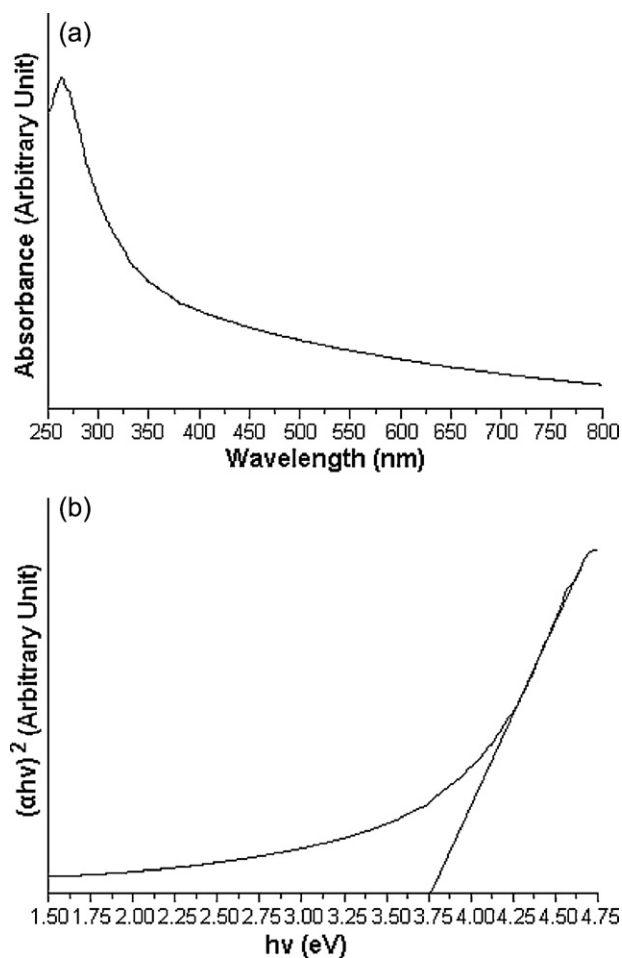 (a)
Absorbance (Arbitrary Unit)
250 300 350 400 450 500 550 600 650 700 750 800
Wavelength (nm)
(b)
(αhν)²(Arbitrary Unit)
1.50 1.75 2.00 2.25 2.50 2.75 3.00 3.25 3.50 3.75 4.00 4.25 4.50 4.75
hν (eV)